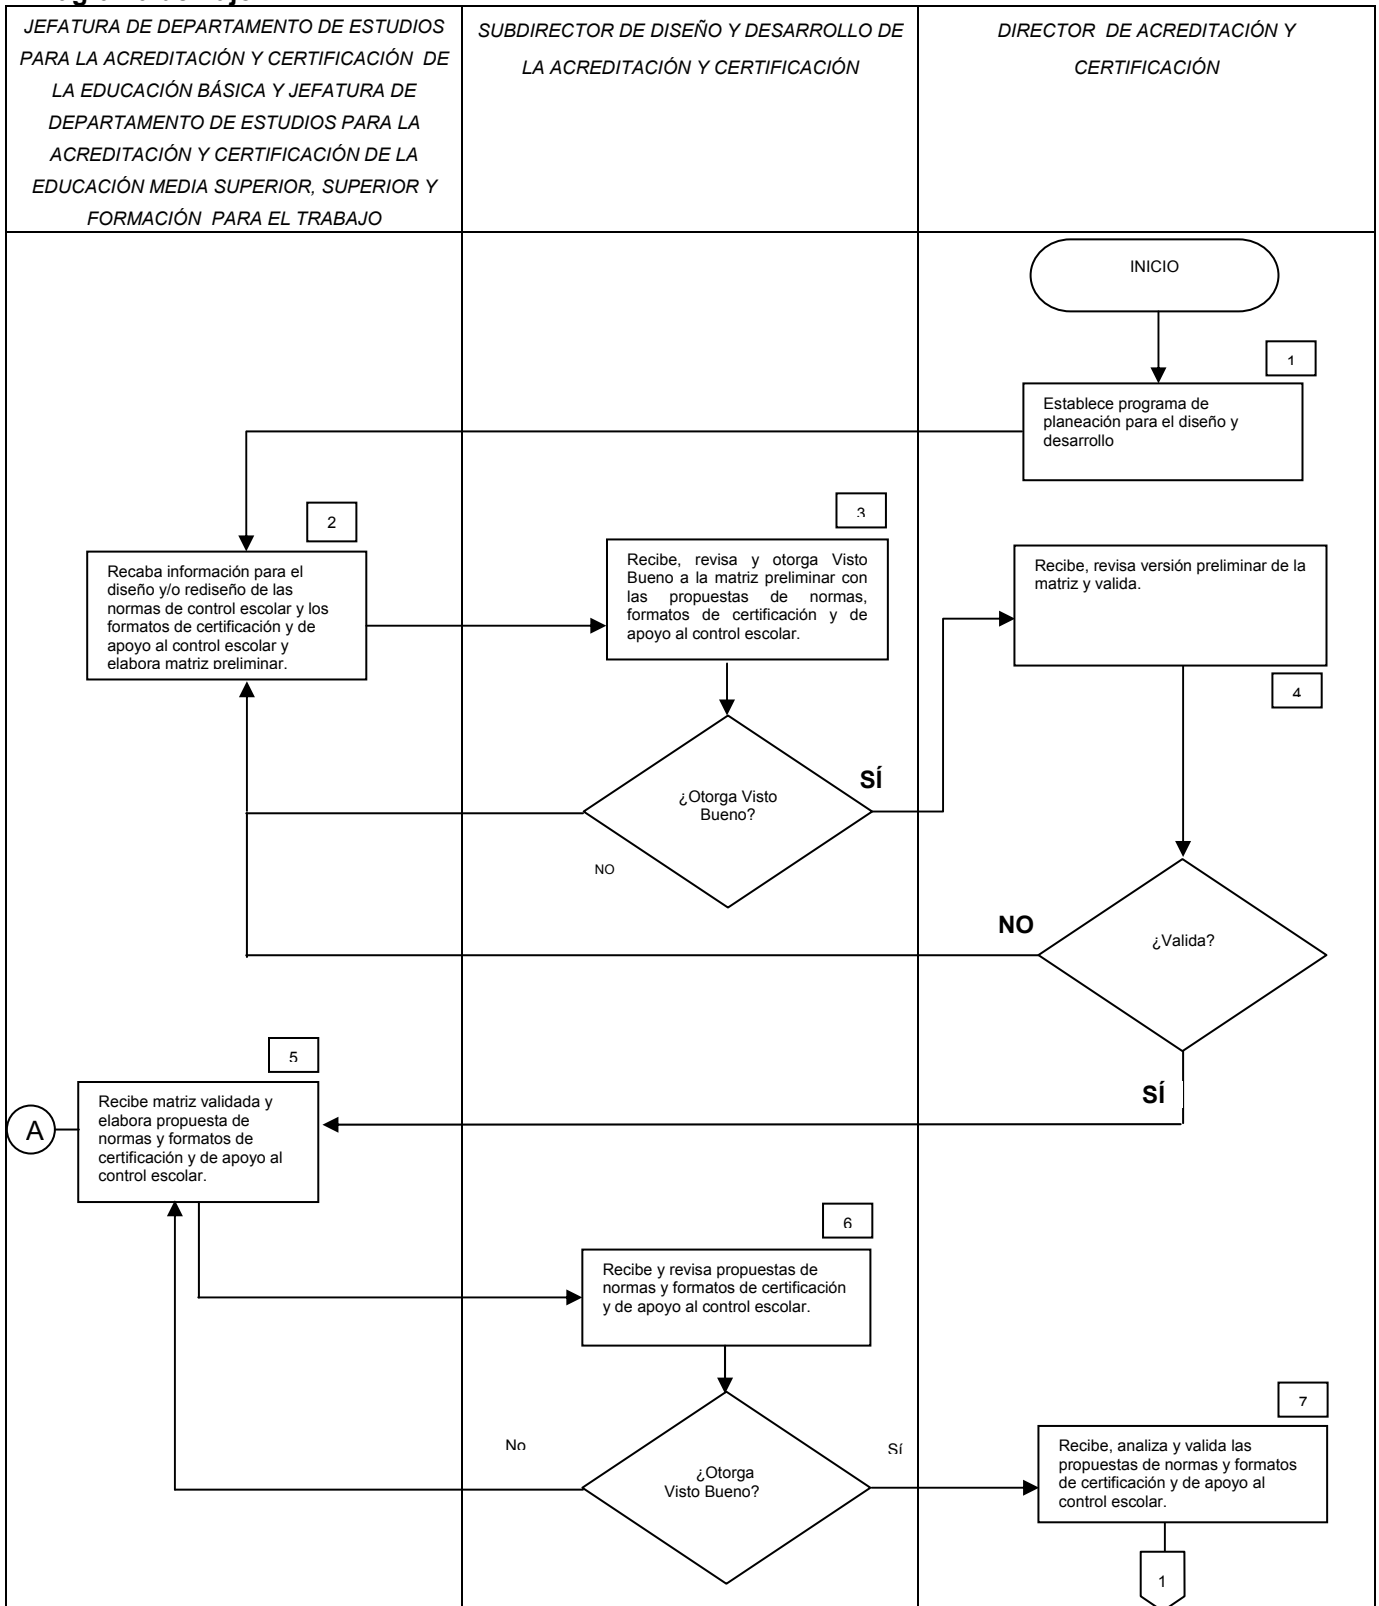 JEFATURA DE DEPARTAMENTO DE ESTUDIOS
PARA LA ACREDITACIÓN Y CERTIFICACIÓN DE
LA EDUCACIÓN BÁSICA Y JEFATURA DE
DEPARTAMENTO DE ESTUDIOS PARA LA
ACREDITACIÓN Y CERTIFICACIÓN DE LA
EDUCACIÓN MEDIA SUPERIOR, SUPERIOR Y
FORMACIÓN PARA EL TRABAJO
SUBDIRECTOR DE DISEÑO Y DESARROLLO DE
LA ACREDITACIÓN Y CERTIFICACIÓN
DIRECTOR DE ACREDITACIÓN Y
CERTIFICACIÓN
INICIO
1
Establece programa de
planeación para el diseño y
desarrollo
2
Recaba información para el
diseño y/o rediseño de las
normas de control escolar y los
formatos de certificación y de
apoyo al control escolar y
elabora matriz preliminar.
3
Recibe, revisa y otorga Visto
Bueno a la matriz preliminar con
las propuestas de normas,
formatos de certificación y de
apoyo al control escolar.
Recibe, revisa versión preliminar de la
matriz y valida.
4
¿Otorga Visto
Bueno?
SÍ
NO
¿Valida?
NO
SÍ
5
Recibe matriz validada y
elabora propuesta de
normas y formatos de
certificación y de apoyo al
control escolar.
A
6
Recibe y revisa propuestas de
normas y formatos de certificación
y de apoyo al control escolar.
No
¿Otorga
Visto Bueno?
Sí
7
Recibe, analiza y valida las
propuestas de normas y formatos
de certificación y de apoyo al
control escolar.
1